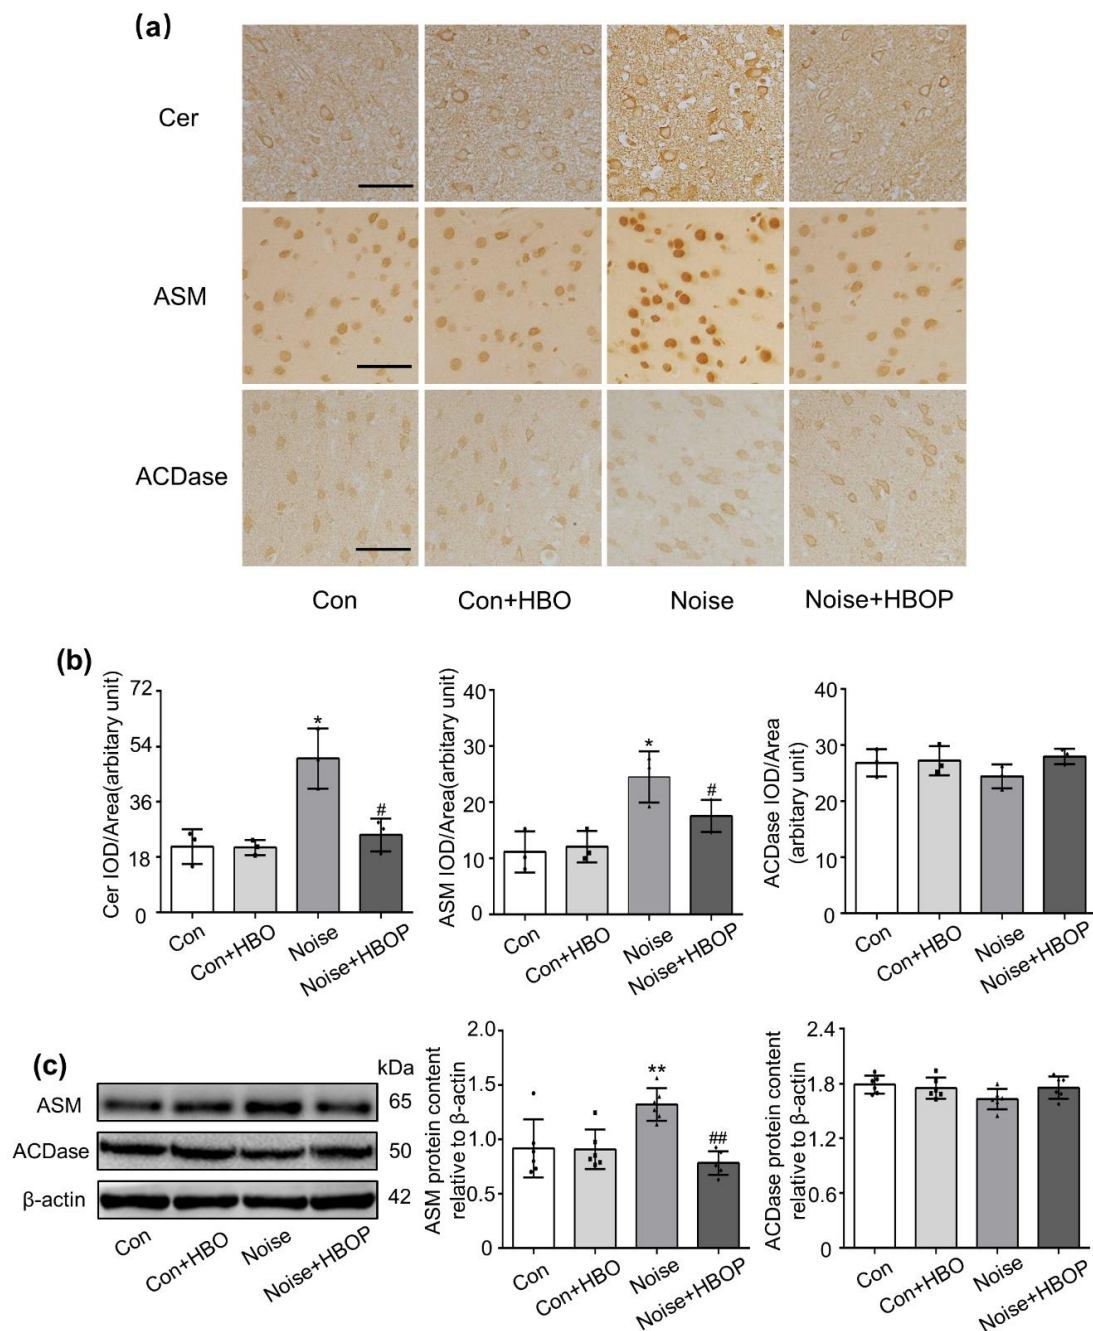 (a)
Cer
ASM
ACDase
Con
Con+HBO
Noise
Noise+HBOP
(b)
Cer IOD/Area(arbitary unit)
72
54
36
18
0
*
#
Con
Con+HBO
Noise
Noise+HBOP
ASM IOD/Area(arbitary unit)
40
30
20
10
0
*
#
Con
Con+HBO
Noise
Noise+HBOP
ACDase IOD/Area
(arbitary unit)
40
30
20
10
0
Con
Con+HBO
Noise
Noise+HBOP
(c)
kDa
ASM
65
ACDase
50
β-actin
42
Con
Con+HBO
Noise
Noise+HBOP
ASM protein content
relative to β-actin
2.0
1.5
1.0
0.5
0
**
##
Con
Con+HBO
Noise
Noise+HBOP
ACDase protein content
relative to β-actin
2.4
1.8
1.2
0.6
0
Con
Con+HBO
Noise
Noise+HBOP